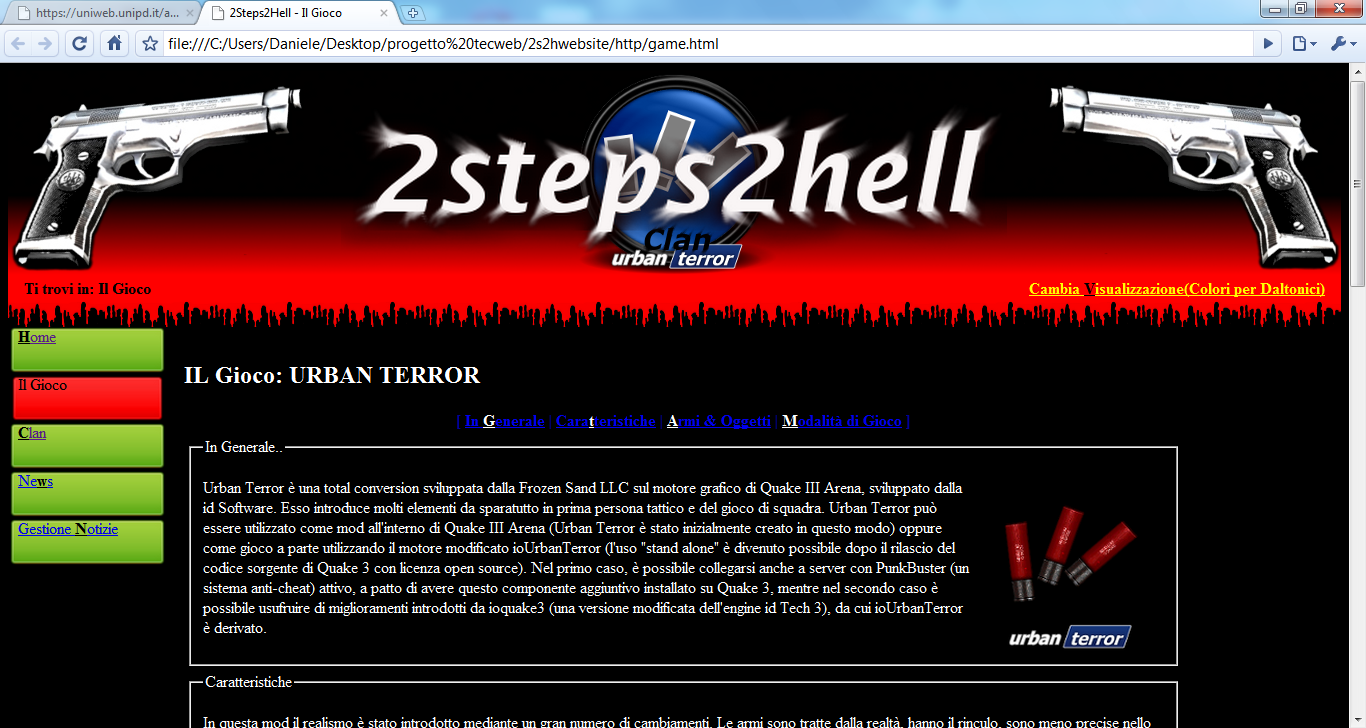 https://uniweb.unipd.it/a...
2Steps2Hell - Il Gioco
file:///C:/Users/Daniele/Desktop/progetto%20tecweb/2s2hwebsite/http/game.html
2steps2hell
Clan
urban terror
Ti trovi in: Il Gioco
Cambia Visualizzazione(Colori per Daltonici)
Home
Il Gioco
Clan
News
Gestione Notizie
IL Gioco: URBAN TERROR
| In Generale | Caratteristiche | Armi & Oggetti | Modalità di Gioco |
In Generale..
Urban Terror è una total conversion sviluppata dalla Frozen Sand LLC sul motore grafico di Quake III Arena, sviluppato dalla
id Software. Esso introduce molti elementi da sparatutto in prima persona tattico e del gioco di squadra. Urban Terror può
essere utilizzato come mod all'interno di Quake III Arena (Urban Terror è stato inizialmente creato in questo modo) oppure
come gioco a parte utilizzando il motore modificato ioUrbanTerror (l'uso "stand alone" è divenuto possibile dopo il rilascio del
codice sorgente di Quake 3 con licenza open source). Nel primo caso, è possibile collegarsi anche a server con PunkBuster (un
sistema anti-cheat) attivo, a patto di avere questo componente aggiuntivo installato su Quake 3, mentre nel secondo caso è
possibile usufruire di miglioramenti introdotti da ioquake3 (una versione modificata dell'engine id Tech 3), da cui ioUrbanTerror
è derivato.
urban terror
Caratteristiche
In questa mod il realismo è stato introdotto mediante un gran numero di cambiamenti. Le armi sono tratte dalla realtà, hanno il rinculo, sono meno precise nello